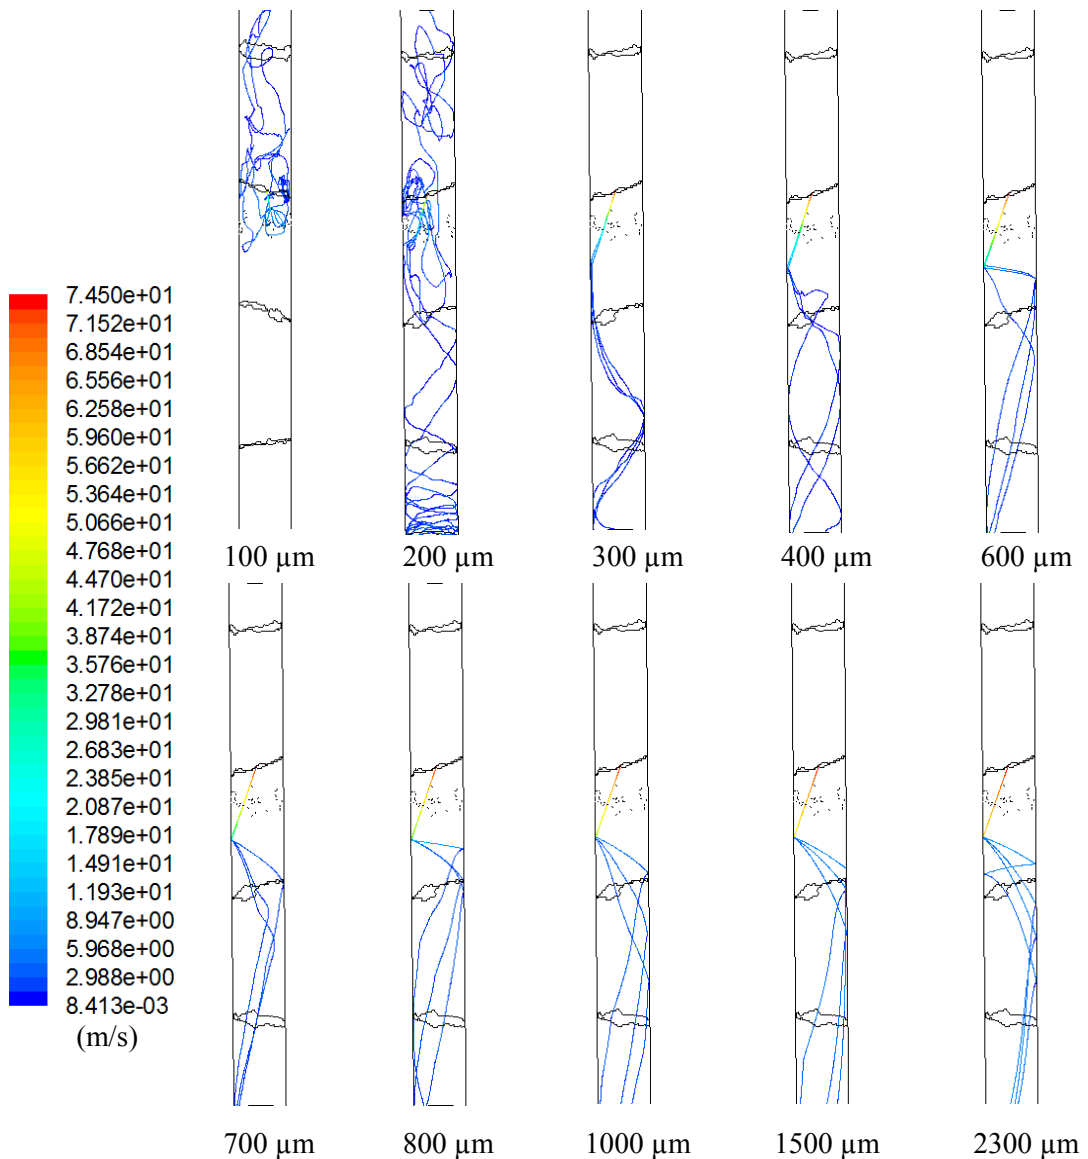 7.450e+01
7.152e+01
6.854e+01
6.556e+01
6.258e+01
5.960e+01
5.662e+01
5.364e+01
5.066e+01
4.768e+01
4.470e+01
4.172e+01
3.874e+01
3.576e+01
3.278e+01
2.981e+01
2.683e+01
2.385e+01
2.087e+01
1.789e+01
1.491e+01
1.193e+01
8.947e+00
5.968e+00
2.988e+00
8.413e-03
(m/s)
100 µm 200 µm 300 µm 400 µm 600 µm
700 µm 800 µm 1000 µm 1500 µm 2300 µm